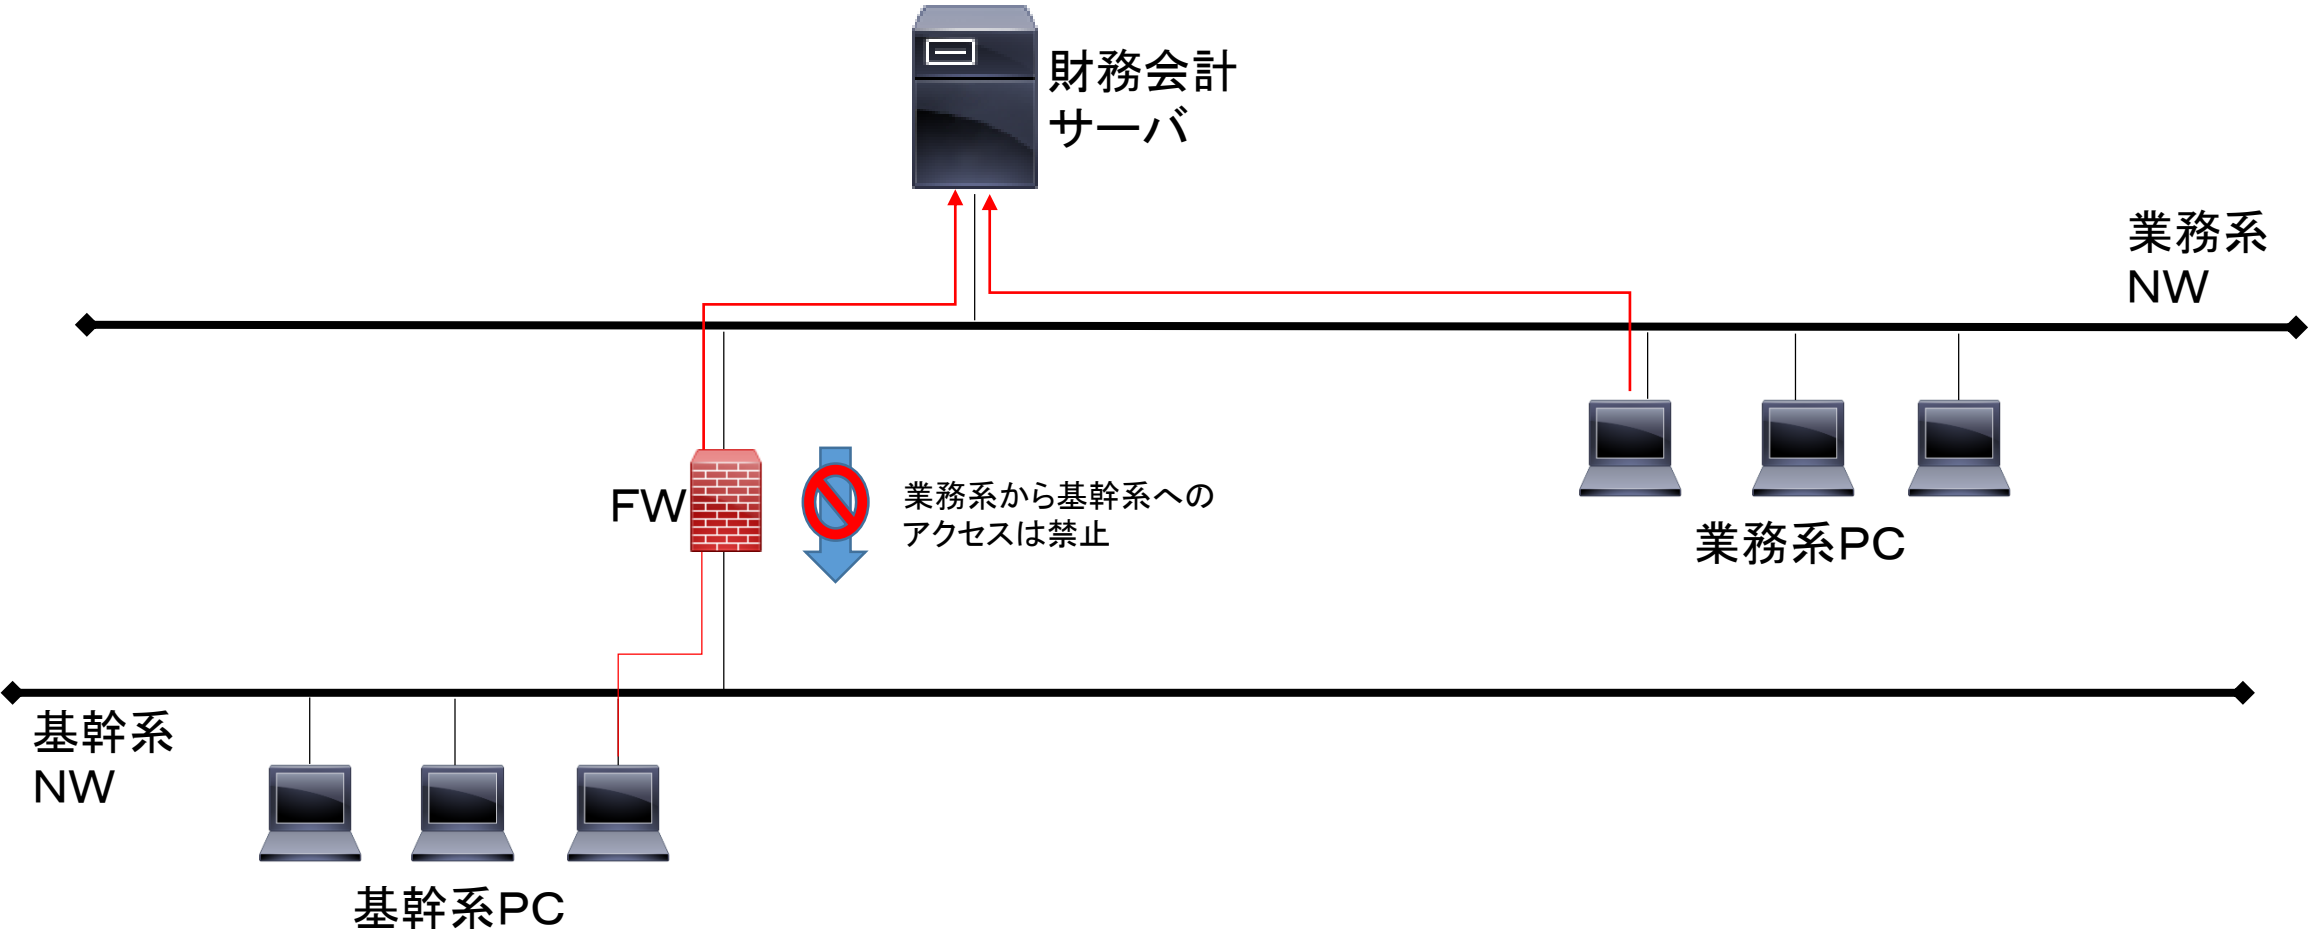 財務会計
サーバ
業務系
NW
FW
業務系から基幹系への
アクセスは禁止
業務系PC
基幹系
NW
基幹系PC